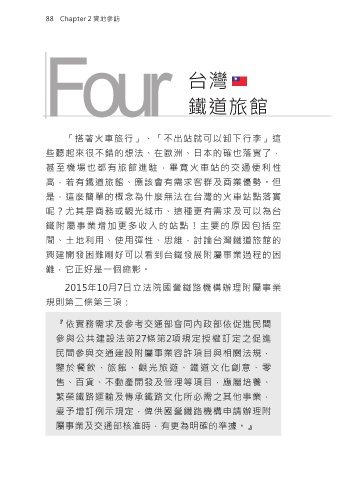 88 Chapter 2 實地參訪
Four
台灣
鐵道旅館
「搭著火車旅行」、「不出站就可以卸下行李」這
些聽起來很不錯的想法、在歐洲、日本的確也落實了，
甚至機場也都有旅館進駐，畢竟火車站的交通便利性
高，若有鐵道旅館、應該會有需求客群及商業優勢。但
是，這麼簡單的概念為什麼無法在台灣的火車站點落實
呢？尤其是商務或觀光城市、這種更有需求及可以為台
鐵附屬事業增加更多收入的站點！主要的原因包括空
間、土地利用、使用彈性、思維，討論台灣鐵道旅館的
興建開發困難剛好可以看到台鐵發展附屬事業過程的困
難，它正好是一個縮影。
2015年10月7日立法院國營鐵路機構辦理附屬事業
規則第二條第三項：
『依實務需求及參考交通部會同內政部依促進民間
參與公共建設法第27條第2項規定授權訂定之促進
民間參與交通建設附屬事業容許項目與相關法規，
鑒於餐飲、旅館、觀光旅遊、鐵道文化創意、零
售、百貨、不動產開發及管理等項目，應屬培養、
繁榮鐵路運輸及傳承鐵路文化所必需之其他事業，
爰予增訂例示規定，俾供國營鐵路機構申請辦理附
屬事業及交通部核准時，有更為明確的準據。』